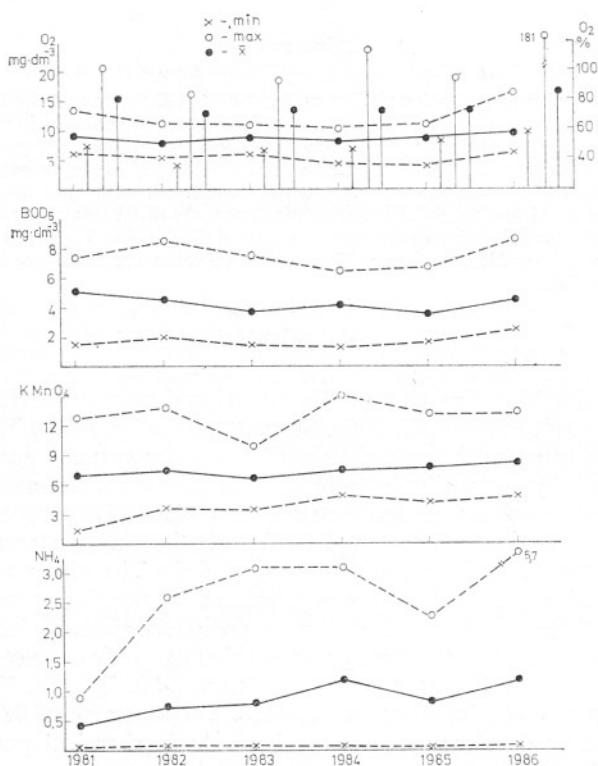 ×-, min
○ - max
● - x̄
O₂
mg·dm⁻³
20
15
10
5
181
O₂
%
100
80
60
40
BOD₅
mg·dm⁻³
8
6
4
2
KMnO₄
12
9
6
3
NH₄
3,0
2,5
2,0
1,5
1,0
0,5
5,7
1981 1982 1983 1984 1985 1986